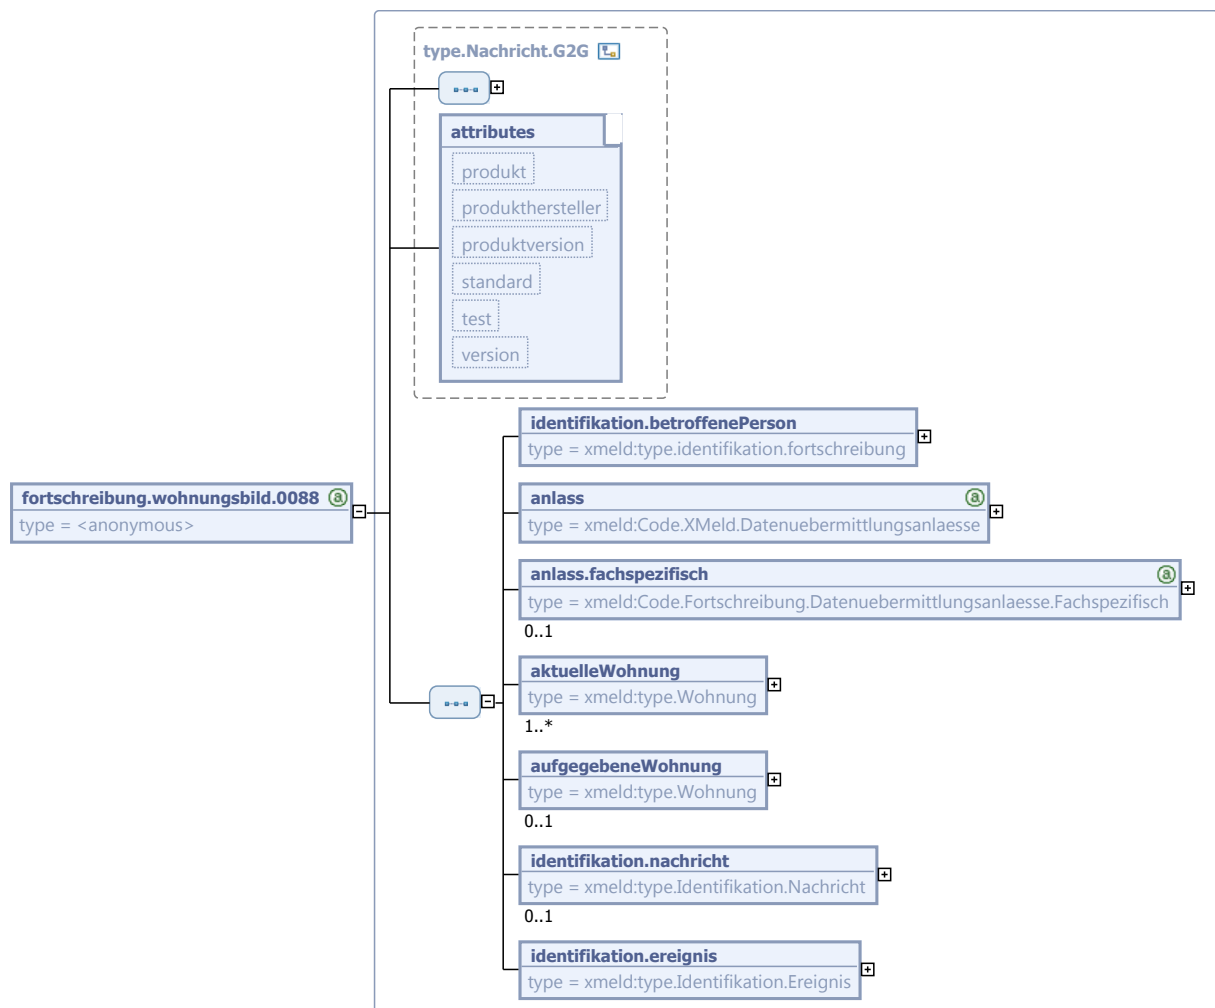 type.Nachricht.G2G
attributes
produkt
produkthersteller
produktversion
standard
test
version
fortschreibung.wohnungsbild.0088
type = <anonymous>
identifikation.betroffenePerson
type = xmeld:type.identifikation.fortschreibung
anlass
type = xmeld:Code.XMeld.Datenuebermittlungsanlaesse
anlass.fachspezifisch
type = xmeld:Code.Fortschreibung.Datenuebermittlungsanlaesse.Fachspezifisch
0..1
aktuelleWohnung
type = xmeld:type.Wohnung
1..*
aufgegebeneWohnung
type = xmeld:type.Wohnung
0..1
identifikation.nachricht
type = xmeld:type.Identifikation.Nachricht
0..1
identifikation.ereignis
type = xmeld:type.Identifikation.Ereignis